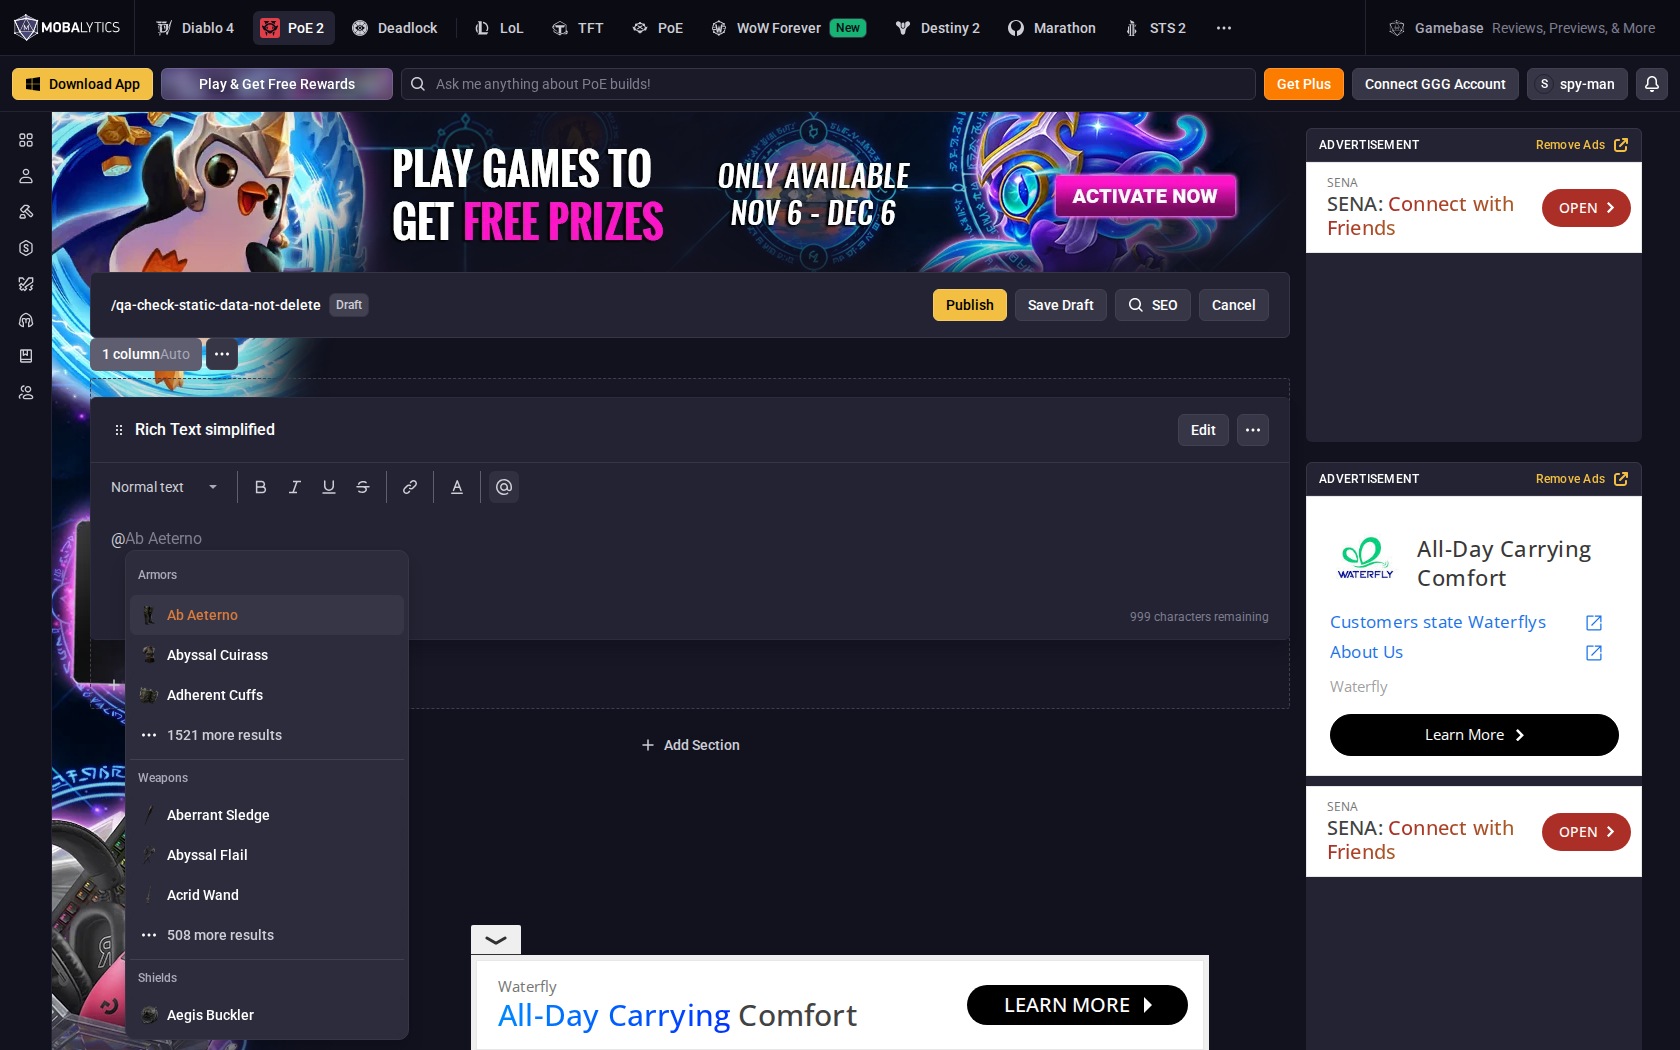 MOBALYTICS
Diablo 4
PoE 2
Deadlock
LoL
TFT
PoE
WoW Forever New
Destiny 2
Marathon
STS 2
Gamebase Reviews, Previews, & More
Download App
Play & Get Free Rewards
Ask me anything about PoE builds!
Get Plus
Connect GGG Account
S spy-man
PLAY GAMES TO
GET FREE PRIZES
ONLY AVAILABLE
NOV 6 - DEC 6
ACTIVATE NOW
/qa-check-static-data-not-delete Draft
Publish
Save Draft
SEO
Cancel
1 columnAuto
Rich Text simplified
Edit
Normal text
@Ab Aeterno
999 characters remaining
Armors
Ab Aeterno
Abyssal Cuirass
Adherent Cuffs
1521 more results
Weapons
Aberrant Sledge
Abyssal Flail
Acrid Wand
508 more results
Shields
Aegis Buckler
Add Section
ADVERTISEMENT
Remove Ads
SENA
SENA: Connect with
Friends
OPEN
ADVERTISEMENT
Remove Ads
WATERFLY
All-Day Carrying
Comfort
Customers state Waterflys
About Us
Waterfly
Learn More
SENA
SENA: Connect with
Friends
OPEN
Waterfly
All-Day Carrying Comfort
LEARN MORE